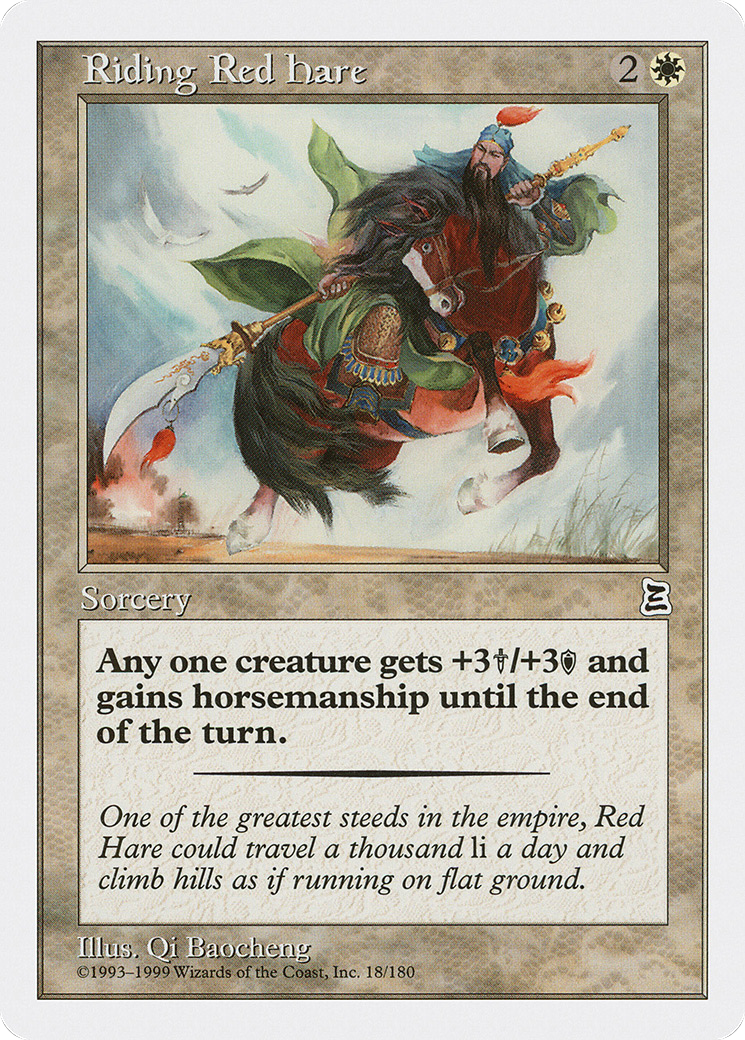 Riding Red Hare 2
Sorcery
Any one creature gets +3/+3 and
gains horsemanship until the end
of the turn.
One of the greatest steeds in the empire, Red
Hare could travel a thousand li a day and
climb hills as if running on flat ground.
Illus. Qi Baocheng
©1993–1999 Wizards of the Coast, Inc. 18/180